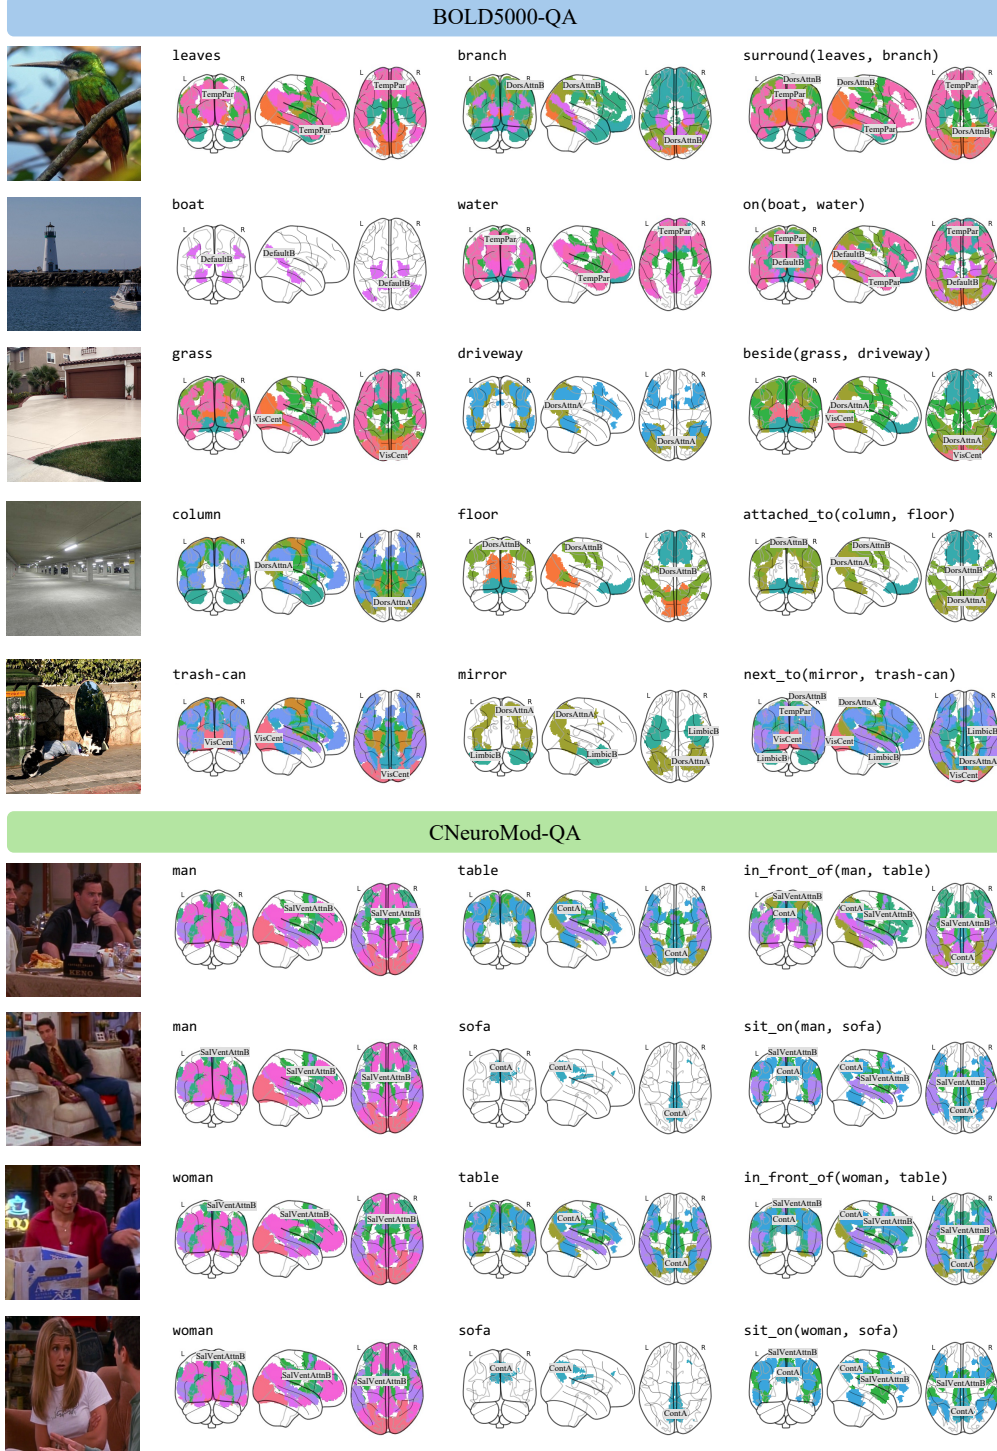 BOLD5000-QA
leaves branch surround(leaves, branch)
L R L R L R
TempPar TempPar TempPar DorsAttnB DorsAttnB DorsAttnB DorsAttnB DorsAttnB TempPar DorsAttnB TempPar DorsAttnB
boat water on(boat, water)
L R L R L R
DefaultB DefaultB DefaultB TempPar TempPar TempPar TempPar DefaultB DefaultB TempPar TempPar DefaultB
grass driveway beside(grass, driveway)
L R L R L R
VisCent VisCent DorsAttnA DorsAttnA DorsAttnA VisCent DorsAttnA VisCent
column floor attached_to(column, floor)
L R L R L R
DorsAttnA DorsAttnA DorsAttnB DorsAttnB DorsAttnB DorsAttnB DorsAttnB DorsAttnA DorsAttnB DorsAttnA
trash-can mirror next_to(mirror, trash-can)
L R L R L R
VisCent VisCent VisCent DorsAttnA LimbicB DorsAttnA LimbicB LimbicB DorsAttnA DorsAttnB TempPar VisCent LimbicB DorsAttnA VisCent LimbicB LimbicB DorsAttnA VisCent
CNeuroMod-QA
man table in_front_of(man, table)
L R L R L R
SalVentAttnB SalVentAttnB ContA ContA SalVentAttnB ContA ContA SalVentAttnB SalVentAttnB ContA
KENO
man sofa sit_on(man, sofa)
L R L R L R
SalVentAttnB SalVentAttnB SalVentAttnB ContA ContA ContA SalVentAttnB ContA ContA SalVentAttnB SalVentAttnB ContA
woman table in_front_of(woman, table)
L R L R L R
SalVentAttnB SalVentAttnB SalVentAttnB ContA ContA SalVentAttnB ContA ContA SalVentAttnB SalVentAttnB ContA
woman sofa sit_on(woman, sofa)
L R L R L R
SalVentAttnB SalVentAttnB SalVentAttnB ContA ContA ContA SalVentAttnB ContA ContA SalVentAttnB SalVentAttnB ContA